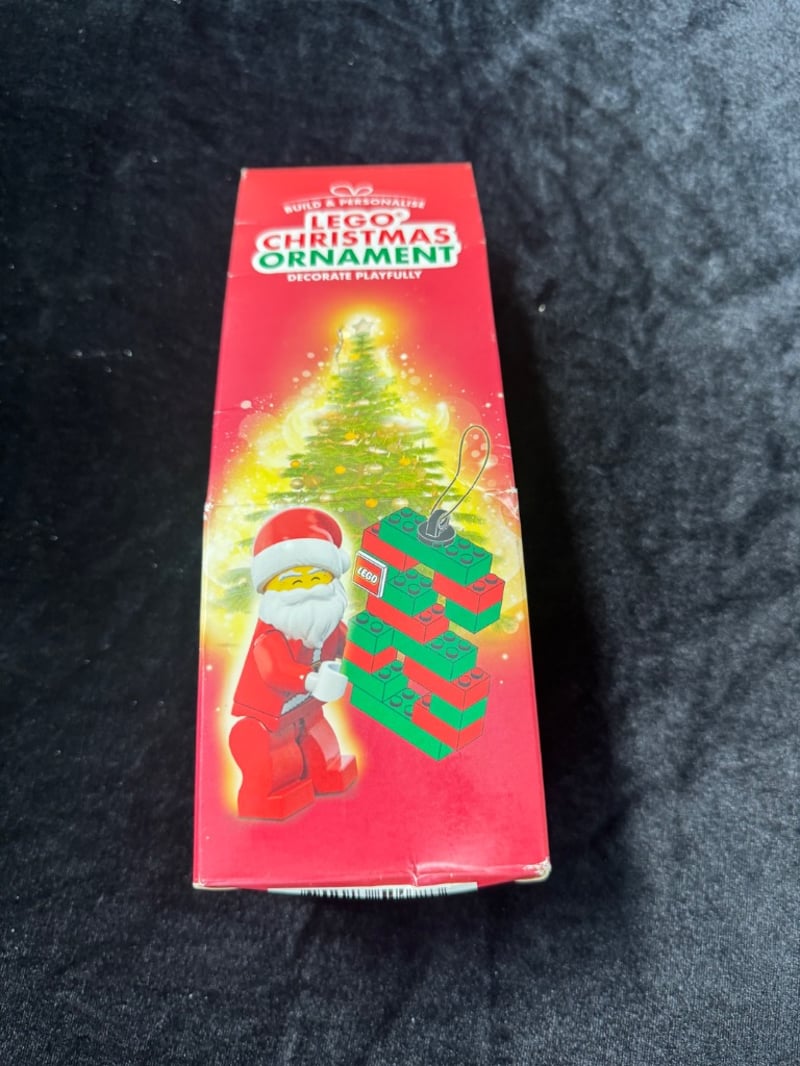 BUILD & PERSONALISE
LEGO®
CHRISTMAS
ORNAMENT
DECORATE PLAYFULLY
LEGO